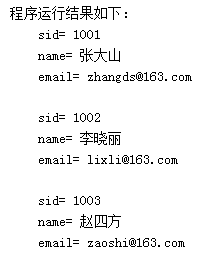 程序运行结果如下：
sid= 1001
name= 张大山
email= zhangds@163.com
sid= 1002
name= 李晓丽
email= lixli@163.com
sid= 1003
name= 赵四方
email= zaoshi@163.com